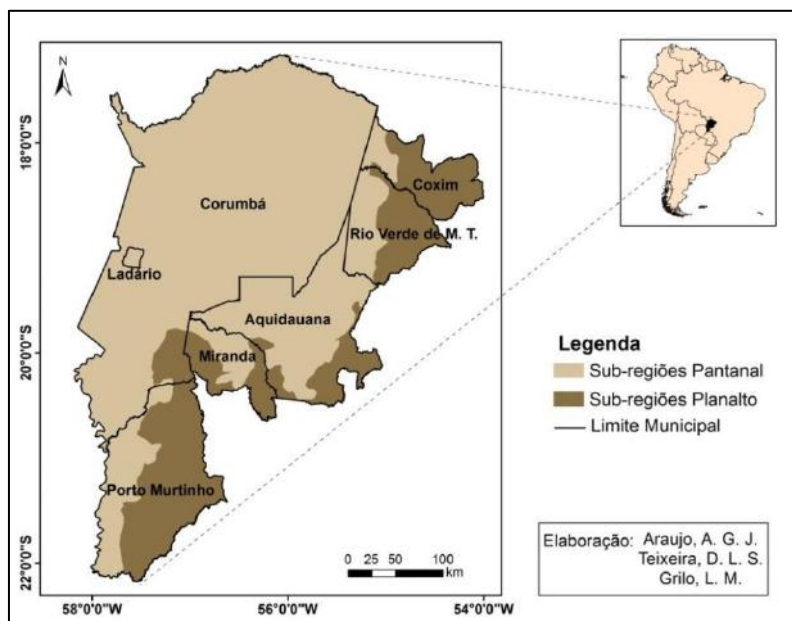 N
18°0'0"S
20°0'0"S
22°0'0"S
Coxim
Corumbá
Rio Verde de M. T.
Ladário
Aquidauana
Miranda
Porto Murtinho
0 25 50 100
km
58°0'0"W
56°0'0"W
54°0'0"W
Legenda
Sub-regiões Pantanal
Sub-regiões Planalto
Limite Municipal
Elaboração: Araujo, A. G. J.
Teixeira, D. L. S.
Grilo, L. M.